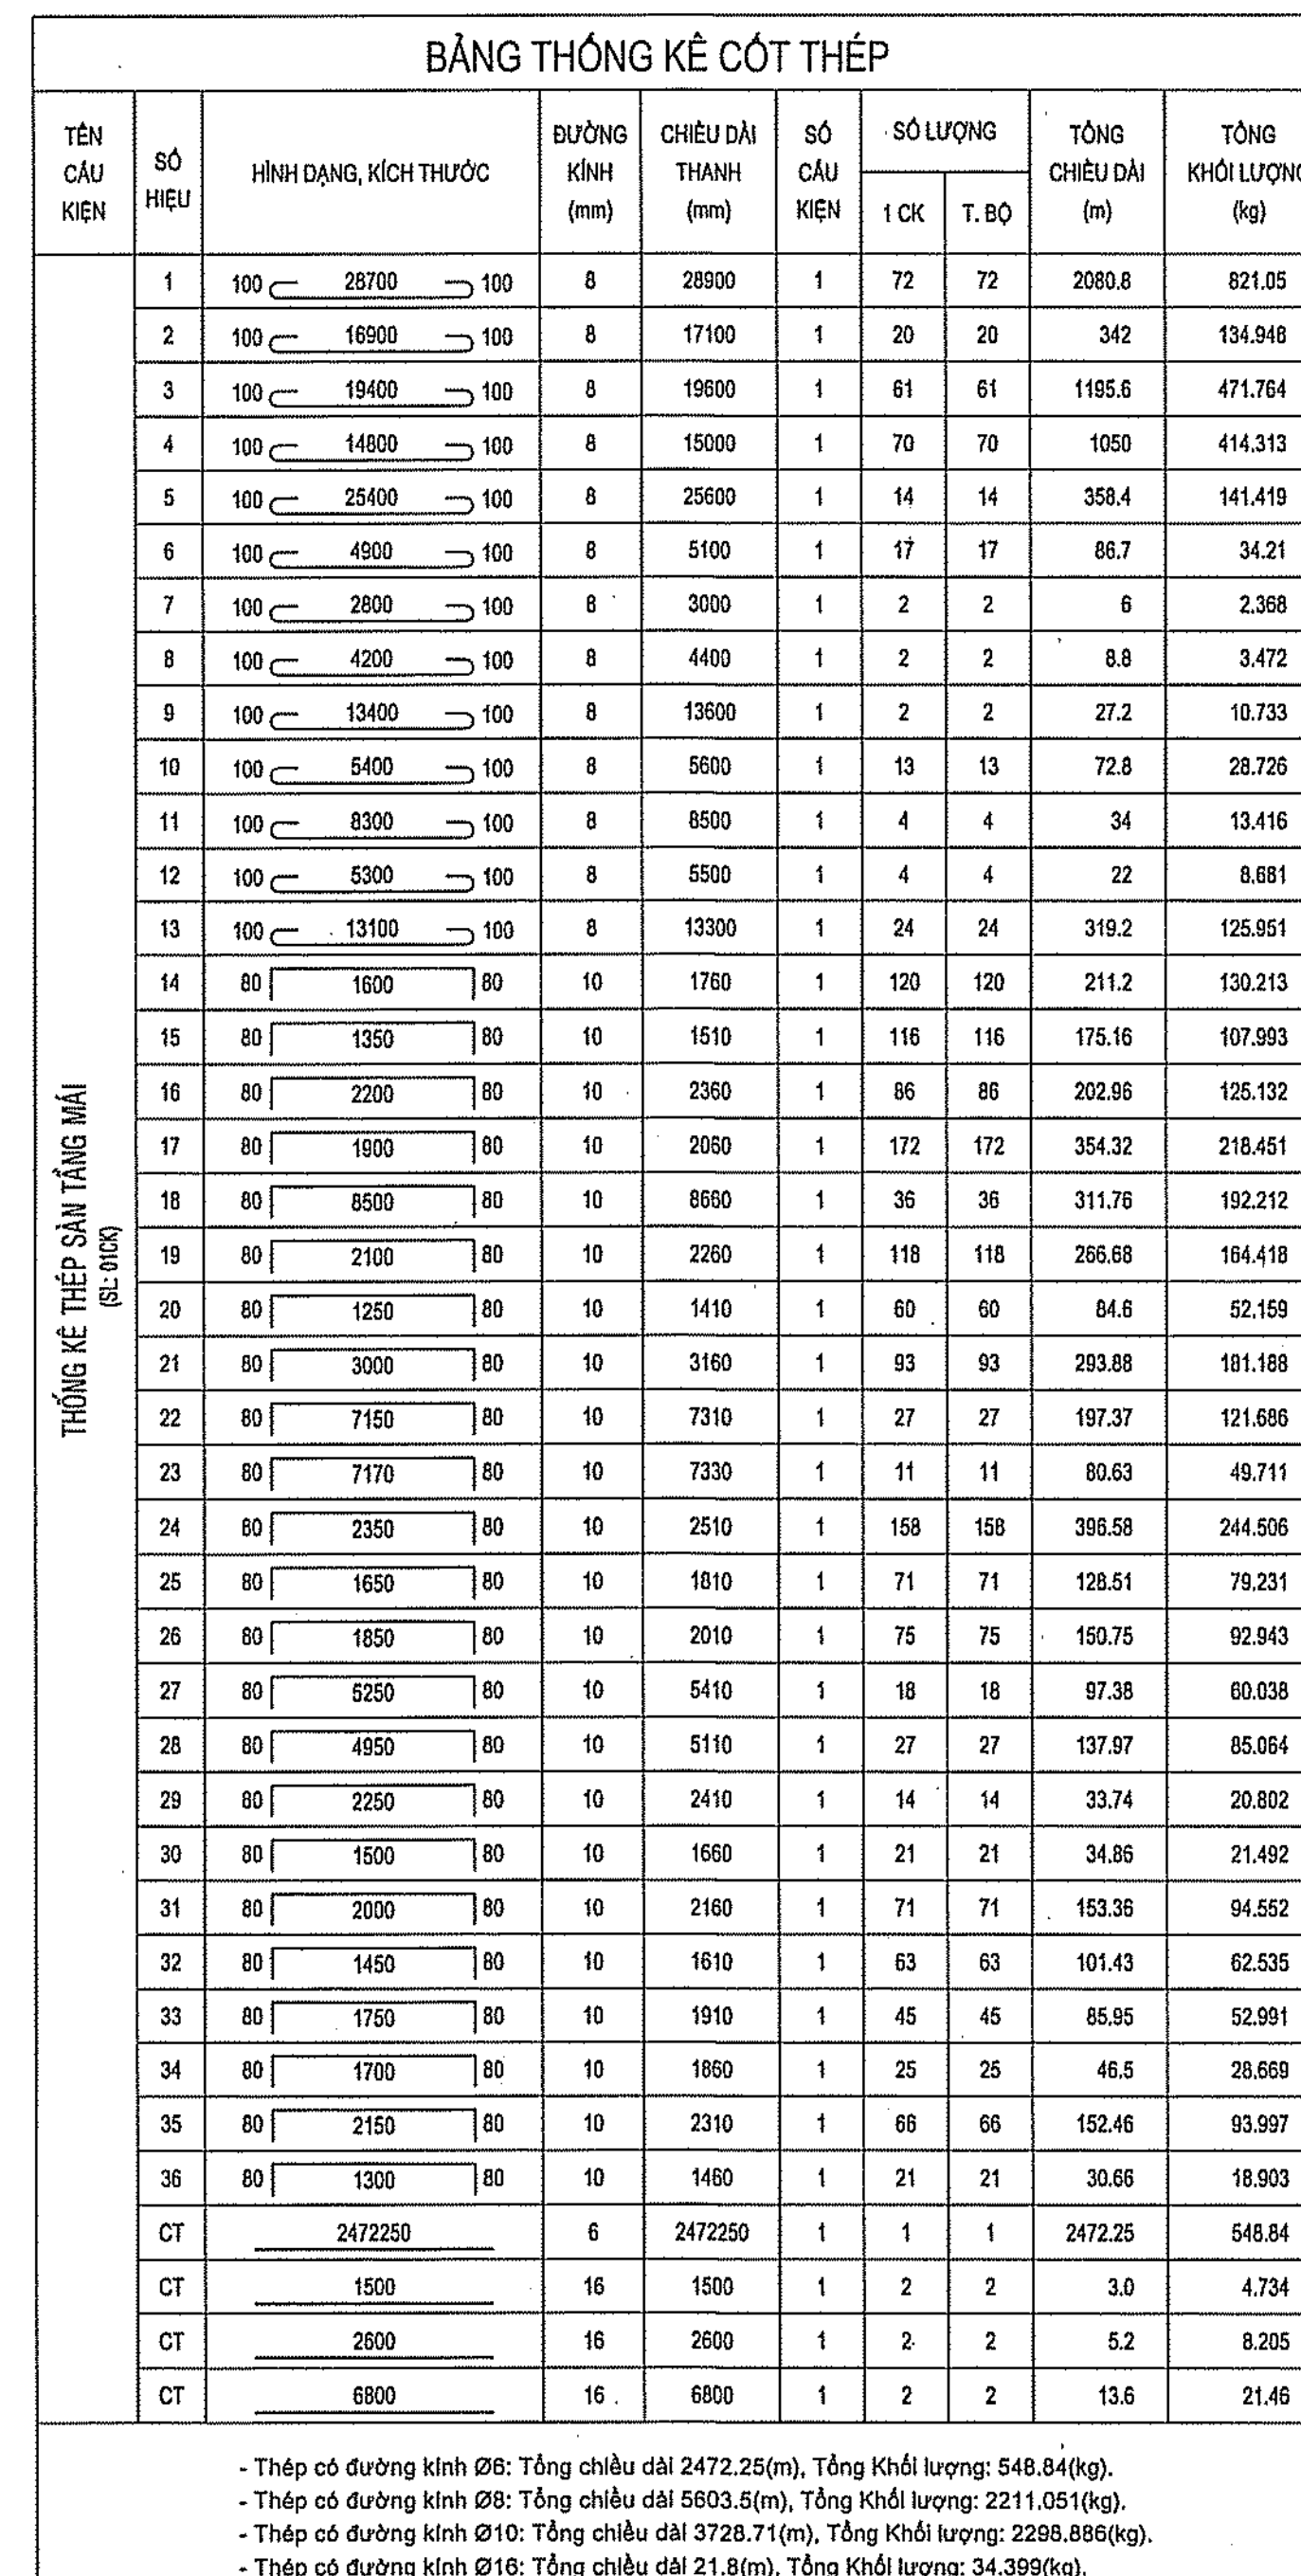 BẢNG THỐNG KÊ CỐT THÉP
TÊN CẤU KIỆN SỐ HIỆU HÌNH DẠNG, KÍCH THƯỚC ĐƯỜNG KÍNH (mm) CHIỀU DÀI THANH (mm) SỐ CẤU KIỆN SỐ LƯỢNG 1 CK T. BỘ TỔNG CHIỀU DÀI (m) TỔNG KHỐI LƯỢNG (kg)
THỐNG KÊ THÉP SÀN TẦNG MÁI
(SL: 01CK)
1 100 28700 100 8 28900 1 72 72 2080.8 821.05
2 100 16900 100 8 17100 1 20 20 342 134.948
3 100 19400 100 8 19600 1 61 61 1195.6 471.764
4 100 14800 100 8 15000 1 70 70 1050 414.313
5 100 25400 100 8 25600 1 14 14 358.4 141.419
6 100 4900 100 8 5100 1 17 17 86.7 34.21
7 100 2800 100 8 3000 1 2 2 6 2.368
8 100 4200 100 8 4400 1 2 2 8.8 3.472
9 100 13400 100 8 13600 1 2 2 27.2 10.733
10 100 5400 100 8 5600 1 13 13 72.8 28.726
11 100 8300 100 8 8500 1 4 4 34 13.416
12 100 5300 100 8 5500 1 4 4 22 8.681
13 100 13100 100 8 13300 1 24 24 319.2 125.951
14 80 1600 80 10 1760 1 120 120 211.2 130.213
15 80 1350 80 10 1510 1 116 116 175.16 107.993
16 80 2200 80 10 2360 1 86 86 202.96 125.132
17 80 1900 80 10 2060 1 172 172 354.32 218.451
18 80 8500 80 10 8660 1 36 36 311.76 192.212
19 80 2100 80 10 2260 1 118 118 266.68 164.418
20 80 1250 80 10 1410 1 60 60 84.6 52.159
21 80 3000 80 10 3160 1 93 93 293.88 181.188
22 80 7150 80 10 7310 1 27 27 197.37 121.686
23 80 7170 80 10 7330 1 11 11 80.63 49.711
24 80 2350 80 10 2510 1 158 158 396.58 244.506
25 80 1650 80 10 1810 1 71 71 128.51 79.231
26 80 1850 80 10 2010 1 75 75 150.75 92.943
27 80 5250 80 10 5410 1 18 18 97.38 60.038
28 80 4950 80 10 5110 1 27 27 137.97 85.064
29 80 2250 80 10 2410 1 14 14 33.74 20.802
30 80 1500 80 10 1660 1 21 21 34.86 21.492
31 80 2000 80 10 2160 1 71 71 153.36 94.552
32 80 1450 80 10 1610 1 63 63 101.43 62.535
33 80 1750 80 10 1910 1 45 45 85.95 52.991
34 80 1700 80 10 1860 1 25 25 46.5 28.669
35 80 2150 80 10 2310 1 66 66 152.46 93.997
36 80 1300 80 10 1460 1 21 21 30.66 18.903
CT 2472250 6 2472250 1 1 1 2472.25 548.84
CT 1500 16 1500 1 2 2 3.0 4.734
CT 2600 16 2600 1 2 2 5.2 8.205
CT 6800 16 6800 1 2 2 13.6 21.46
- Thép có đường kính Ø6: Tổng chiều dài 2472.25(m), Tổng Khối lượng: 548.84(kg).
- Thép có đường kính Ø8: Tổng chiều dài 5603.5(m), Tổng Khối lượng: 2211.051(kg).
- Thép có đường kính Ø10: Tổng chiều dài 3728.71(m), Tổng Khối lượng: 2298.886(kg).
- Thép có đường kính Ø16: Tổng chiều dài 21.8(m), Tổng Khối lượng: 34.399(kg).